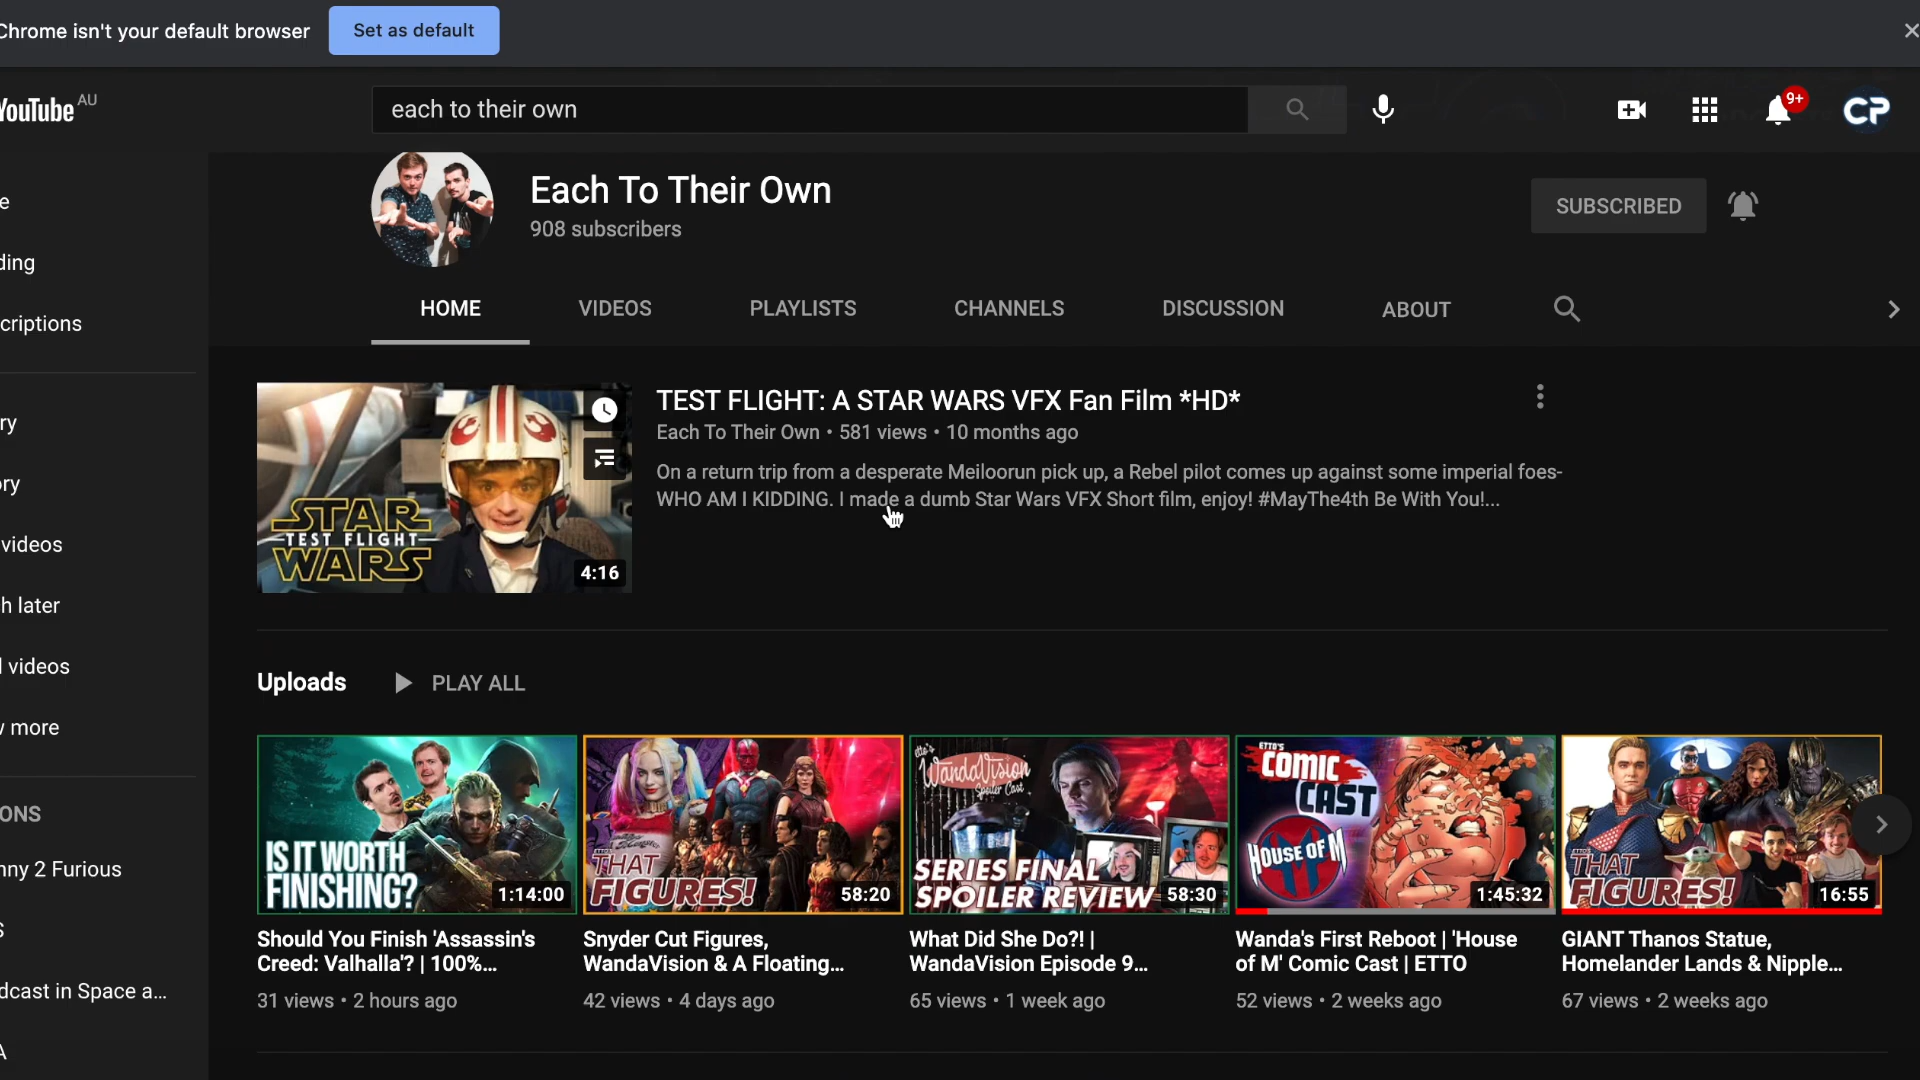 Chrome isn't your default browser
Set as default
YouTube AU
each to their own
9+
CP
Each To Their Own
908 subscribers
SUBSCRIBED
HOME
VIDEOS
PLAYLISTS
CHANNELS
DISCUSSION
ABOUT
e
ding
criptions
ry
ry
videos
h later
videos
more
ONS
nny 2 Furious
S
dcast in Space a...
A
STAR
TEST FLIGHT
WARS
4:16
TEST FLIGHT: A STAR WARS VFX Fan Film *HD*
Each To Their Own • 581 views • 10 months ago
On a return trip from a desperate Meiloorun pick up, a Rebel pilot comes up against some imperial foes-
WHO AM I KIDDING. I made a dumb Star Wars VFX Short film, enjoy! #MayThe4th Be With You!...
Uploads
PLAY ALL
IS IT WORTH
FINISHING?
1:14:00
Should You Finish 'Assassin's
Creed: Valhalla'? | 100%...
31 views • 2 hours ago
THAT
FIGURES!
58:20
Snyder Cut Figures,
WandaVision & A Floating...
42 views • 4 days ago
etto's
WandaVision
Spoiler Cast
SERIES FINAL
SPOILER REVIEW
58:30
What Did She Do?! |
WandaVision Episode 9...
65 views • 1 week ago
ETTO'S
COMIC
CAST
HOUSE OF M
1:45:32
Wanda's First Reboot | 'House
of M' Comic Cast | ETTO
52 views • 2 weeks ago
THAT
FIGURES!
16:55
GIANT Thanos Statue,
Homelander Lands & Nipple...
67 views • 2 weeks ago